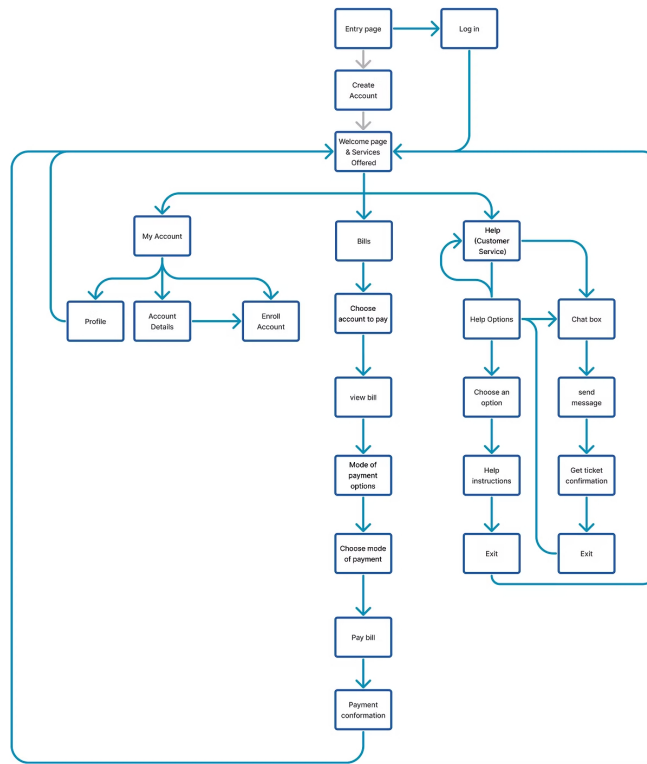 Entry page
Log in
Create
Account
Welcome page
& Services
Offered
My Account
Bills
Help
(Customer
Service)
Profile
Account
Details
Enroll
Account
Choose
account to pay
Help Options
Chat box
view bill
Choose an
option
send
message
Mode of
payment
options
Help
instructions
Get ticket
confirmation
Choose mode
of payment
Exit
Exit
Pay bill
Payment
conformation